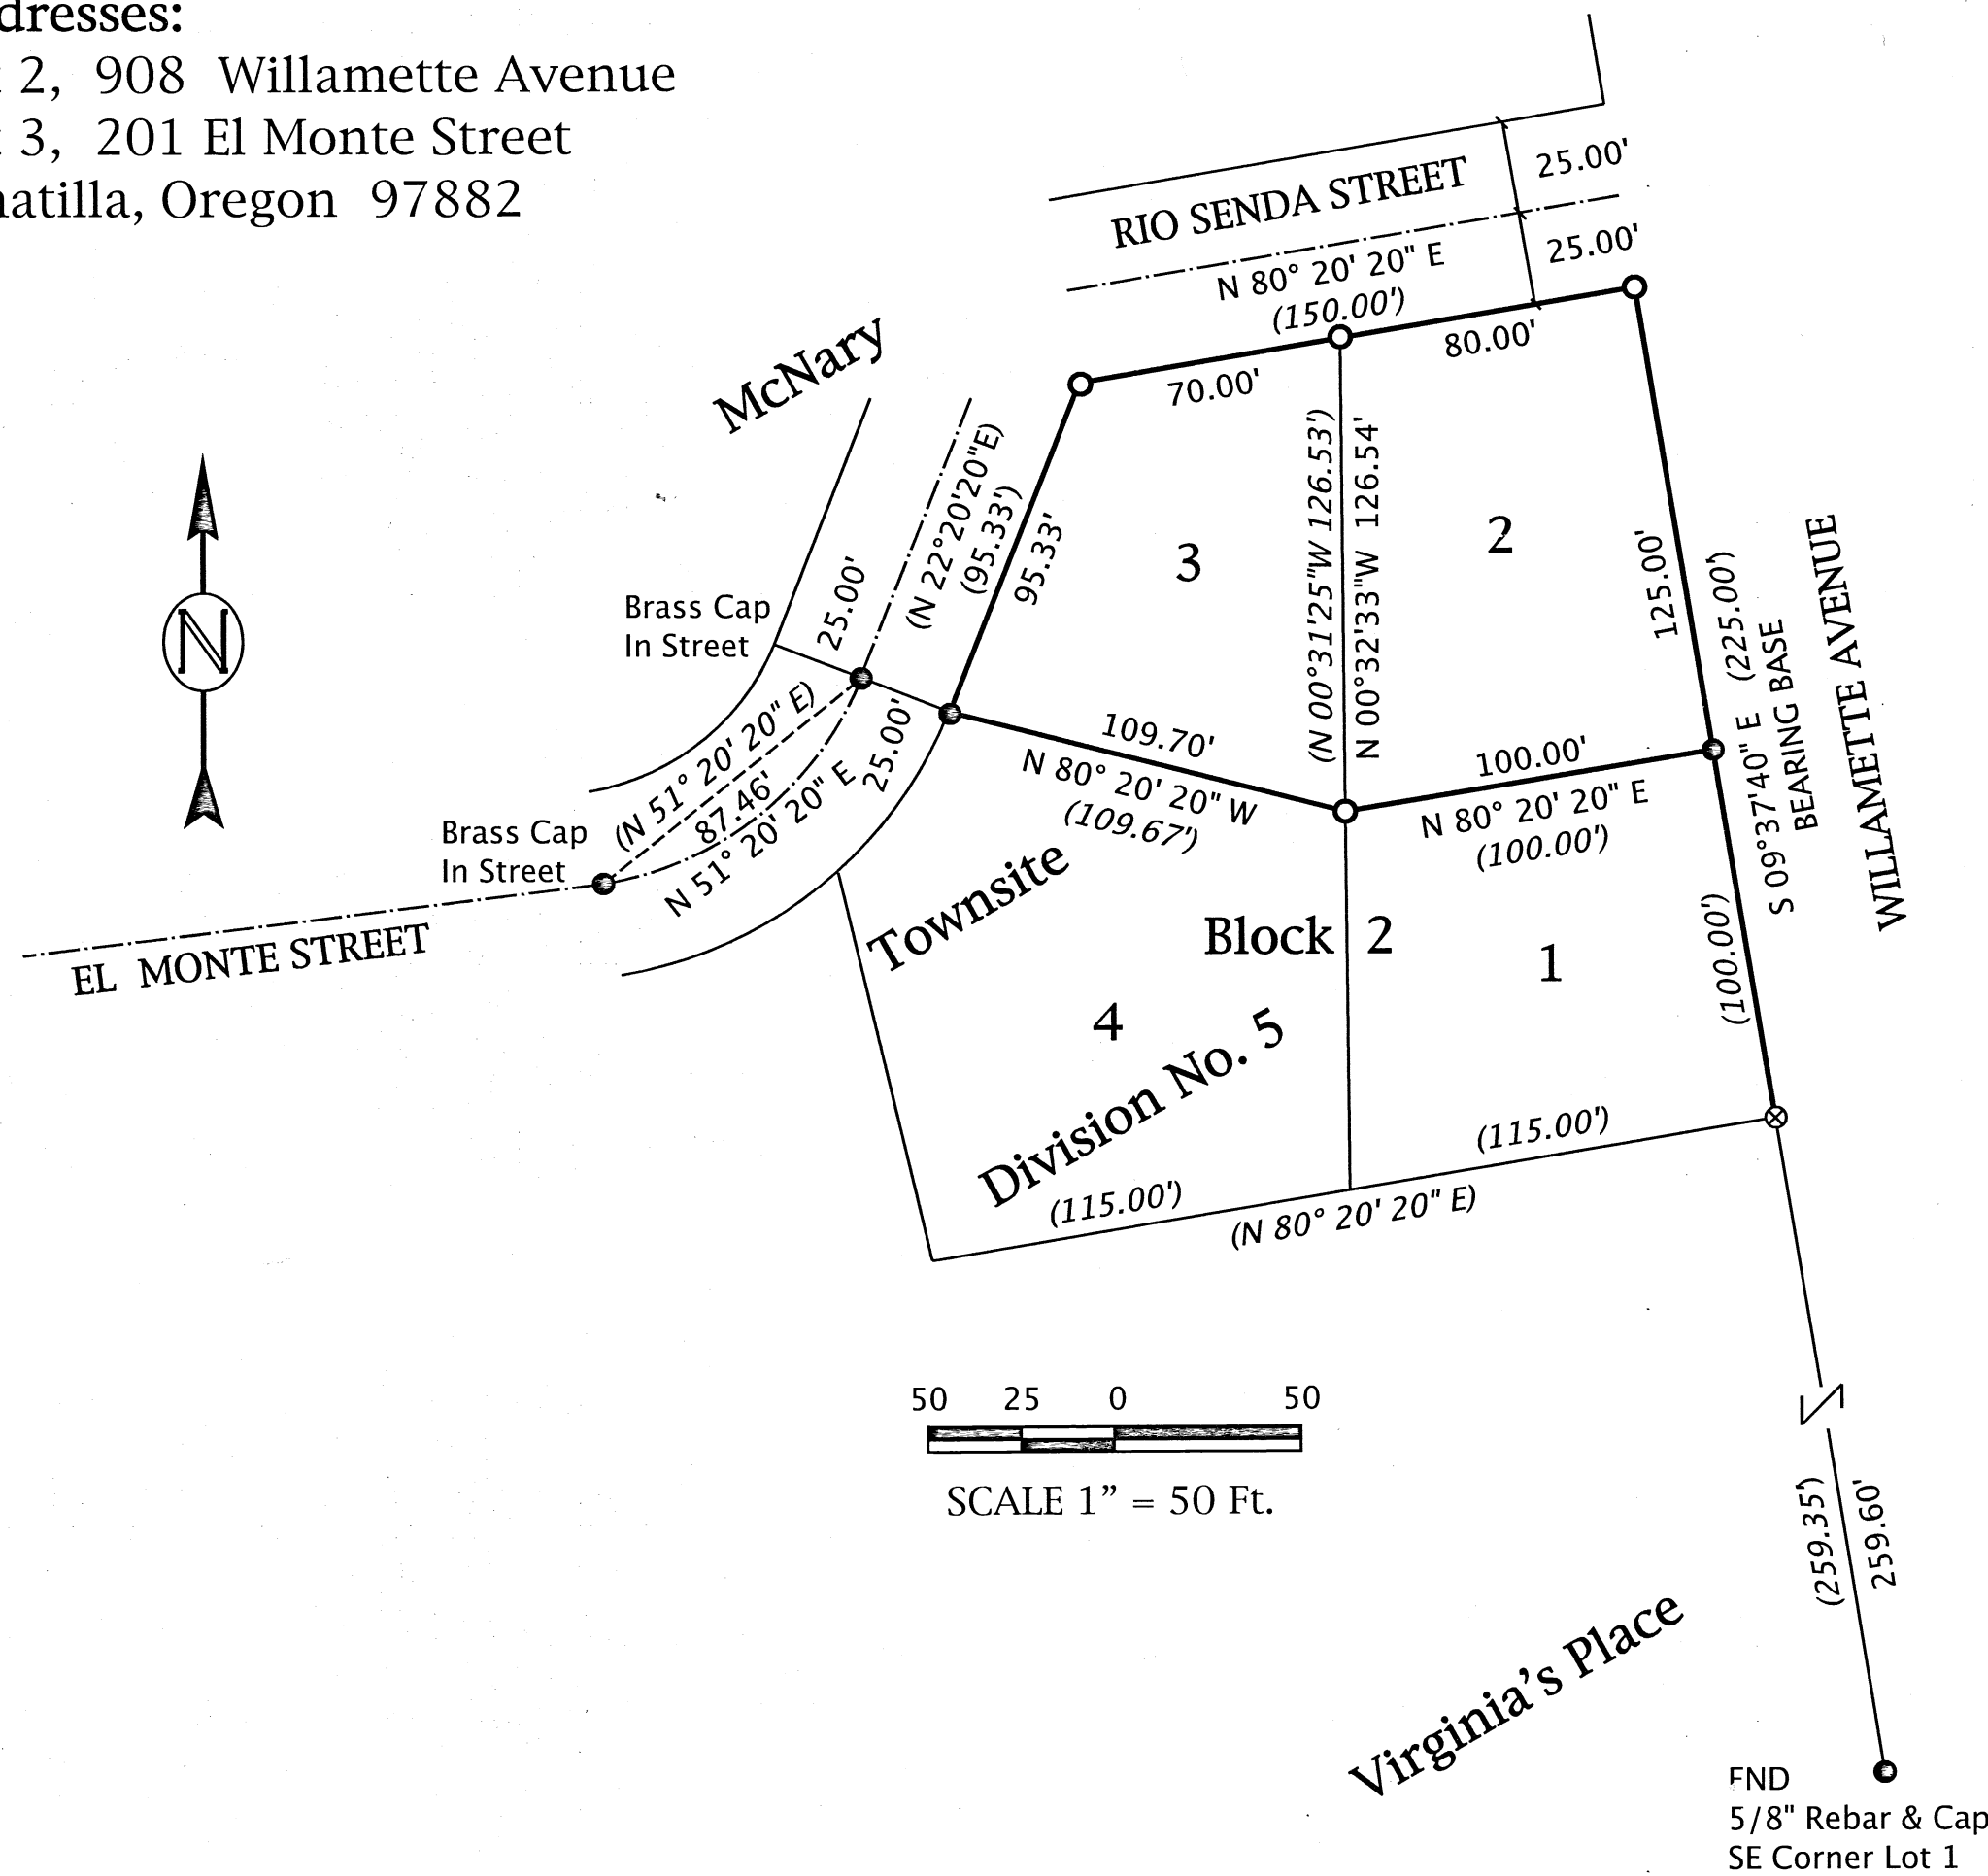 dresses:
2, 908 Willamette Avenue
3, 201 El Monte Street
natilla, Oregon 97882
RIO SENDA STREET
25.00'
25.00'
N 80° 20' 20" E
(150.00')
70.00'
80.00'
McNary
(N 22°20'20"E)
(95.33')
95.33'
3
(N 00°31'25"W 126.53')
N 00°32'33"W 126.54'
2
125.00'
(225.00')
S 09°37'40" E
BEARING BASE
WILLAMETTE AVENUE
N
Brass Cap
In Street
25.00'
25.00'
(N 51° 20' 20" E)
87.46'
N 51° 20' 20" E
Brass Cap
In Street
EL MONTE STREET
109.70'
N 80° 20' 20" W
(109.67')
100.00'
N 80° 20' 20" E
(100.00')
Townsite
Block 2
1
(100.00')
4
Division No. 5
(115.00')
(115.00')
(N 80° 20' 20" E)
50 25 0 50
SCALE 1” = 50 Ft.
(259.35')
259.60'
Virginia’s Place
FND
5/8" Rebar & Cap
SE Corner Lot 1